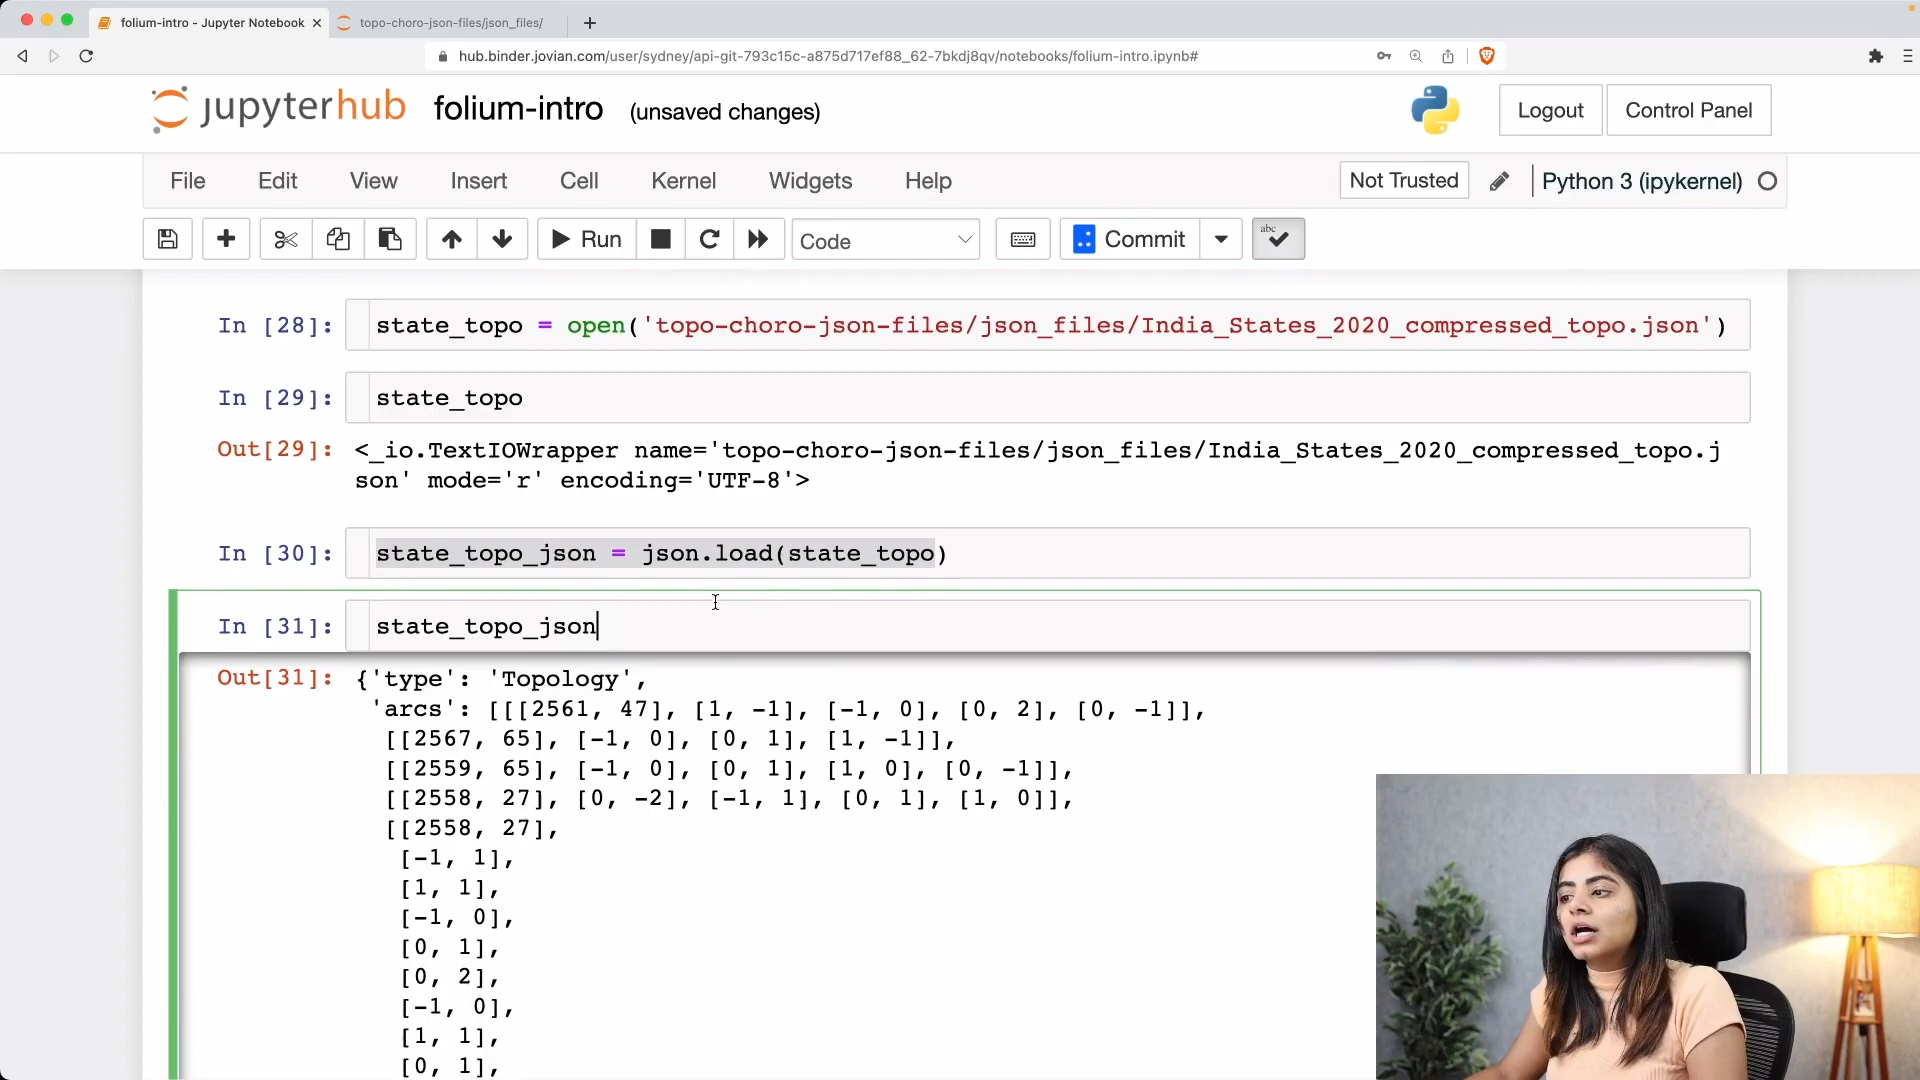 folium-intro - Jupyter Notebook
topo-choro-json-files/json_files/
hub.binder.jovian.com/user/sydney/api-git-793c15c-a875d717ef88_62-7bkdj8qv/notebooks/folium-intro.ipynb#
jupyterhub folium-intro (unsaved changes)
Logout Control Panel
File Edit View Insert Cell Kernel Widgets Help
Not Trusted Python 3 (ipykernel)
Run Code Commit abc
In [28]: state_topo = open('topo-choro-json-files/json_files/India_States_2020_compressed_topo.json')
In [29]: state_topo
Out[29]: <_io.TextIOWrapper name='topo-choro-json-files/json_files/India_States_2020_compressed_topo.j
son' mode='r' encoding='UTF-8'>
In [30]: state_topo_json = json.load(state_topo)
In [31]: state_topo_json
Out[31]: {'type': 'Topology',
'arcs': [[[2561, 47], [1, -1], [-1, 0], [0, 2], [0, -1]],
[[2567, 65], [-1, 0], [0, 1], [1, -1]],
[[2559, 65], [-1, 0], [0, 1], [1, 0], [0, -1]],
[[2558, 27], [0, -2], [-1, 1], [0, 1], [1, 0]],
[[2558, 27],
[-1, 1],
[1, 1],
[-1, 0],
[0, 1],
[0, 2],
[-1, 0],
[1, 1],
[0, 1],